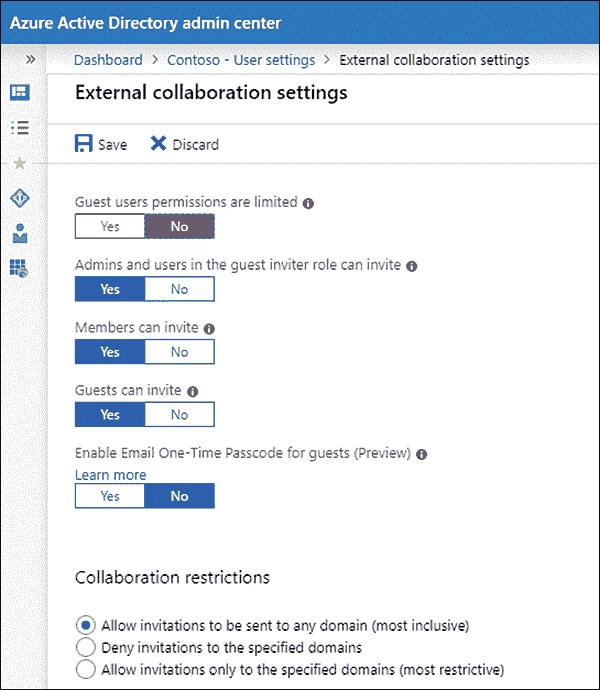 Azure Active Directory admin center
» Dashboard > Contoso - User settings > External collaboration settings
External collaboration settings
Save Discard
Guest users permissions are limited
Yes No
Admins and users in the guest inviter role can invite
Yes No
Members can invite
Yes No
Guests can invite
Yes No
Enable Email One-Time Passcode for guests (Preview)
Learn more
Yes No
Collaboration restrictions
Allow invitations to be sent to any domain (most inclusive)
Deny invitations to the specified domains
Allow invitations only to the specified domains (most restrictive)